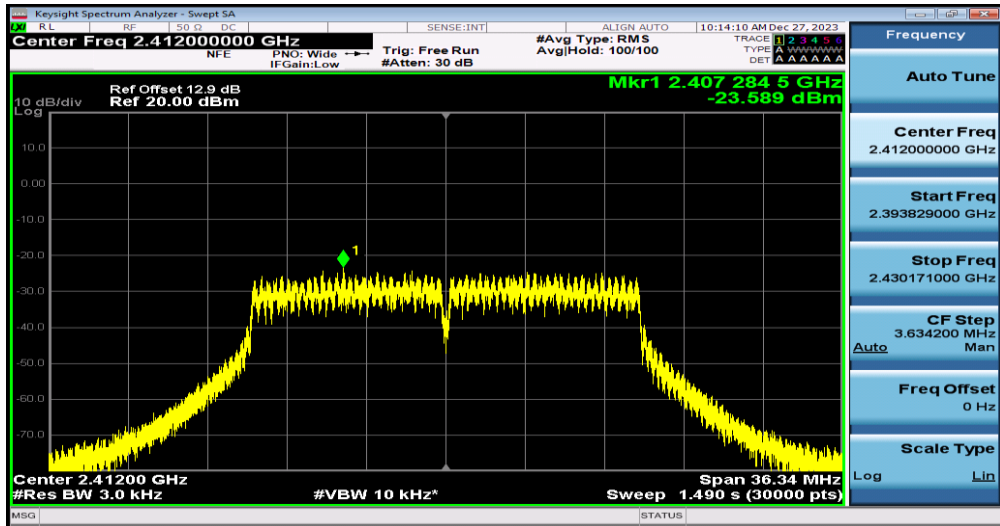 Keysight Spectrum Analyzer - Swept SA
LXI RL RF 50 Ω DC SENSE:INT ALIGN AUTO 10:14:10 AM Dec 27, 2023
Center Freq 2.412000000 GHz
NFE
PNO: Wide
IFGain:Low
Trig: Free Run
#Atten: 30 dB
#Avg Type: RMS
Avg|Hold: 100/100
TRACE 1 2 3 4 5 6
TYPE A WWWWW
DET A A A A A A
Mkr1 2.407 284 5 GHz
-23.589 dBm
Ref Offset 12.9 dB
10 dB/div Ref 20.00 dBm
Log
10.0
0.00
-10.0
-20.0
-30.0
-40.0
-50.0
-60.0
-70.0
1
Center 2.41200 GHz
#Res BW 3.0 kHz
#VBW 10 kHz*
Span 36.34 MHz
Sweep 1.490 s (30000 pts)
MSG
STATUS
Frequency
Auto Tune
Center Freq
2.412000000 GHz
Start Freq
2.393829000 GHz
Stop Freq
2.430171000 GHz
CF Step
3.634200 MHz
Auto Man
Freq Offset
0 Hz
Scale Type
Log Lin